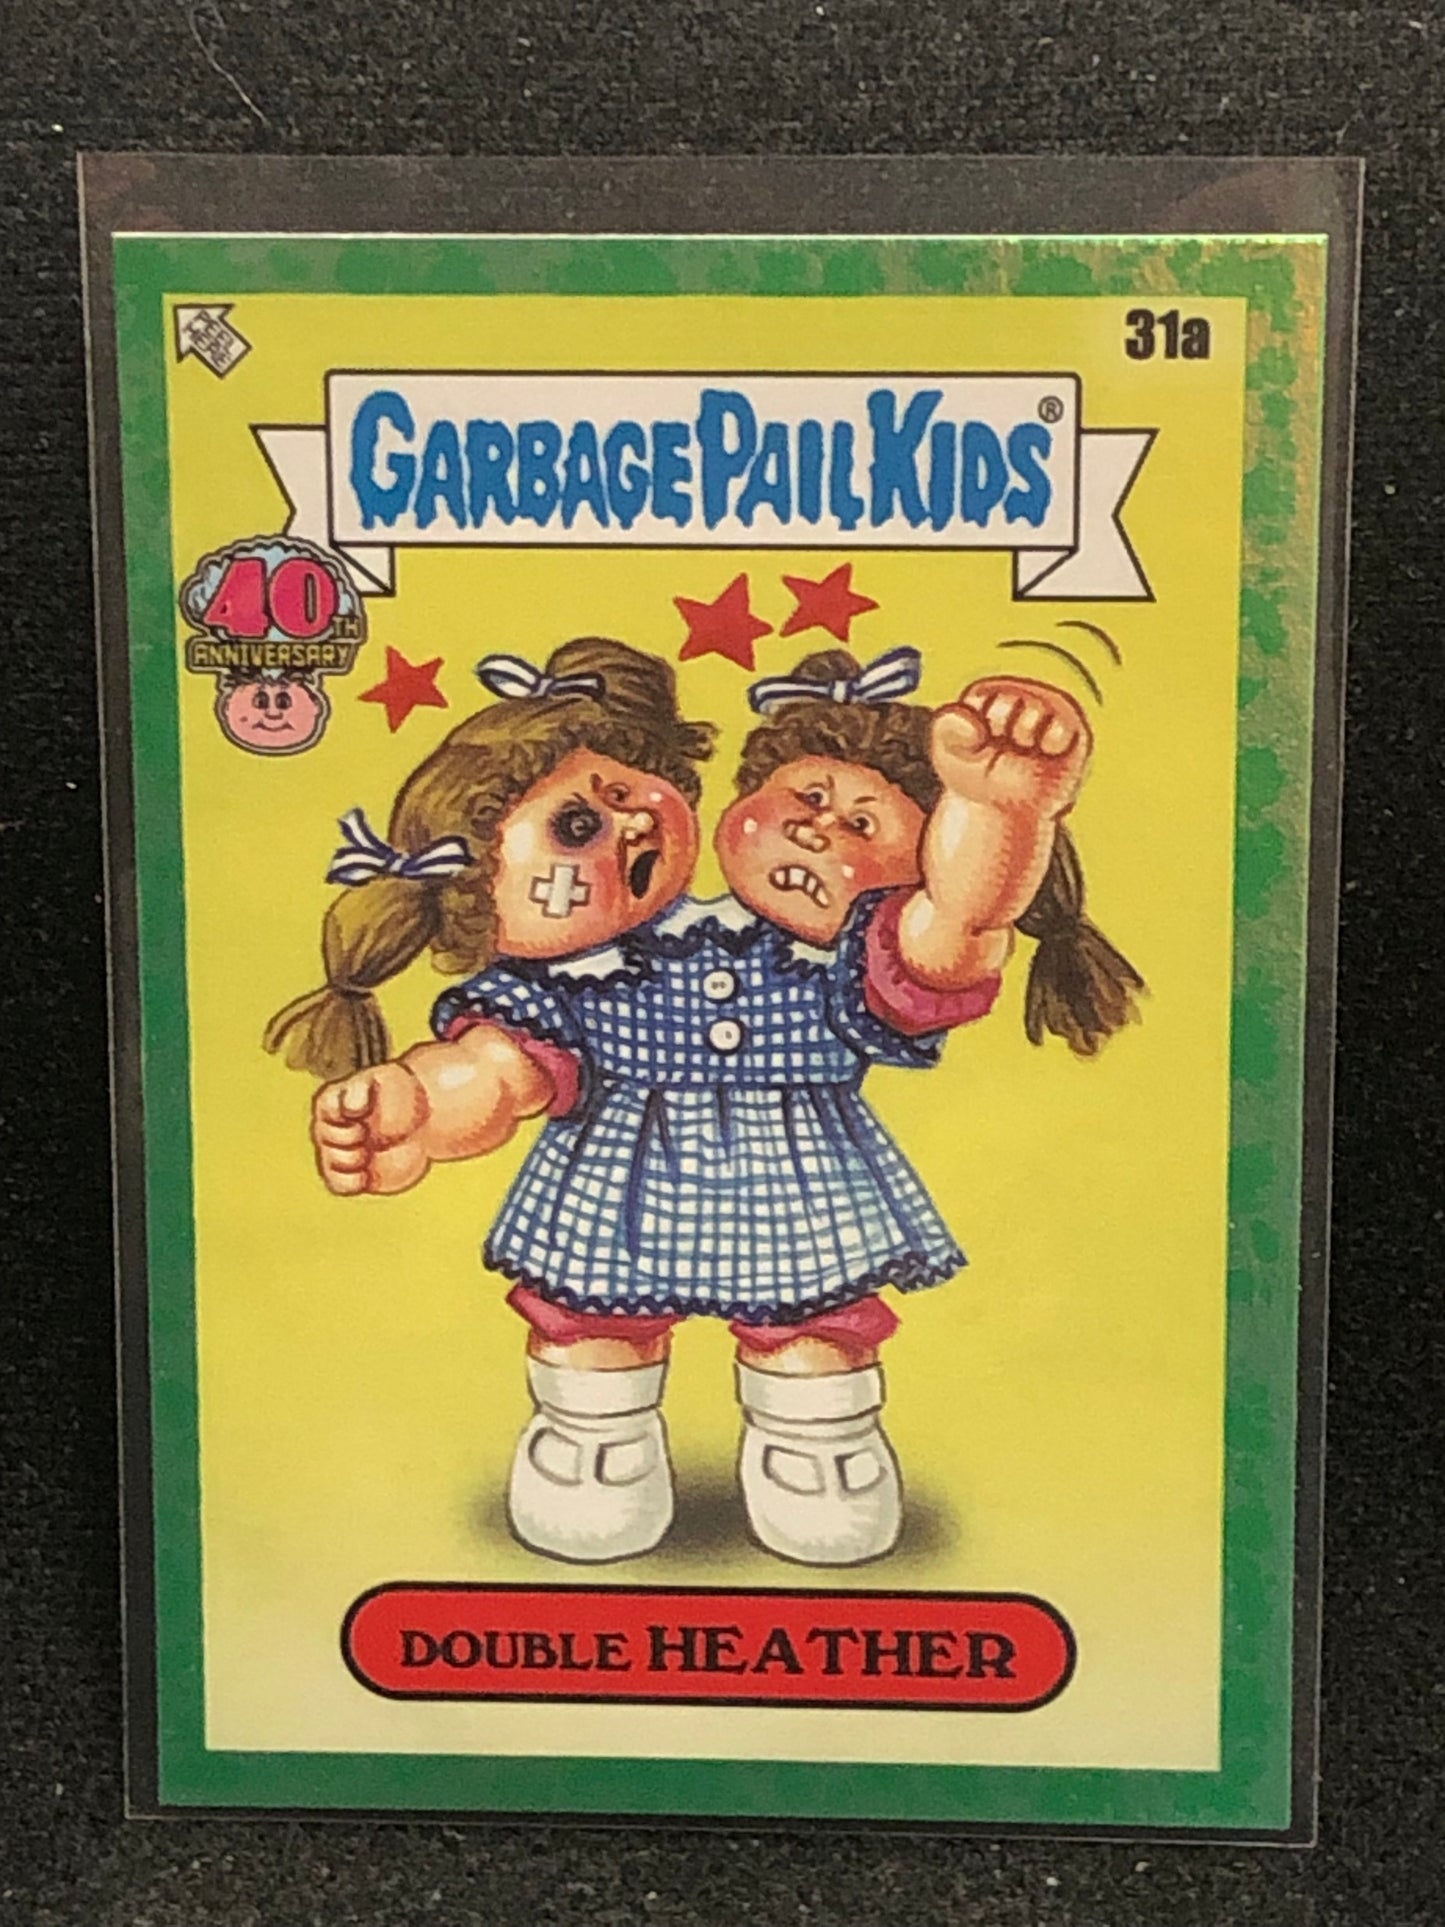 31a
GARBAGE PAIL KIDS®
40TH
ANNIVERSARY
DOUBLE HEATHER